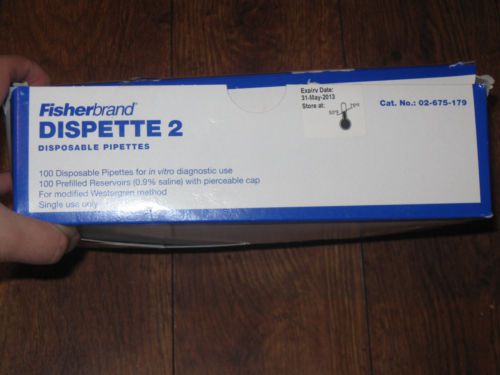 Fisherbrand
DISPETTE 2
DISPOSABLE PIPETTES
Expiry Date:
31-May-2013
Store at:
Cat. No.: 02-675-179
100 Disposable Pipettes for in vitro diagnostic use
100 Prefilled Reservoirs (0.9% saline) with pierceable cap
For modified Westergren method
Single use only